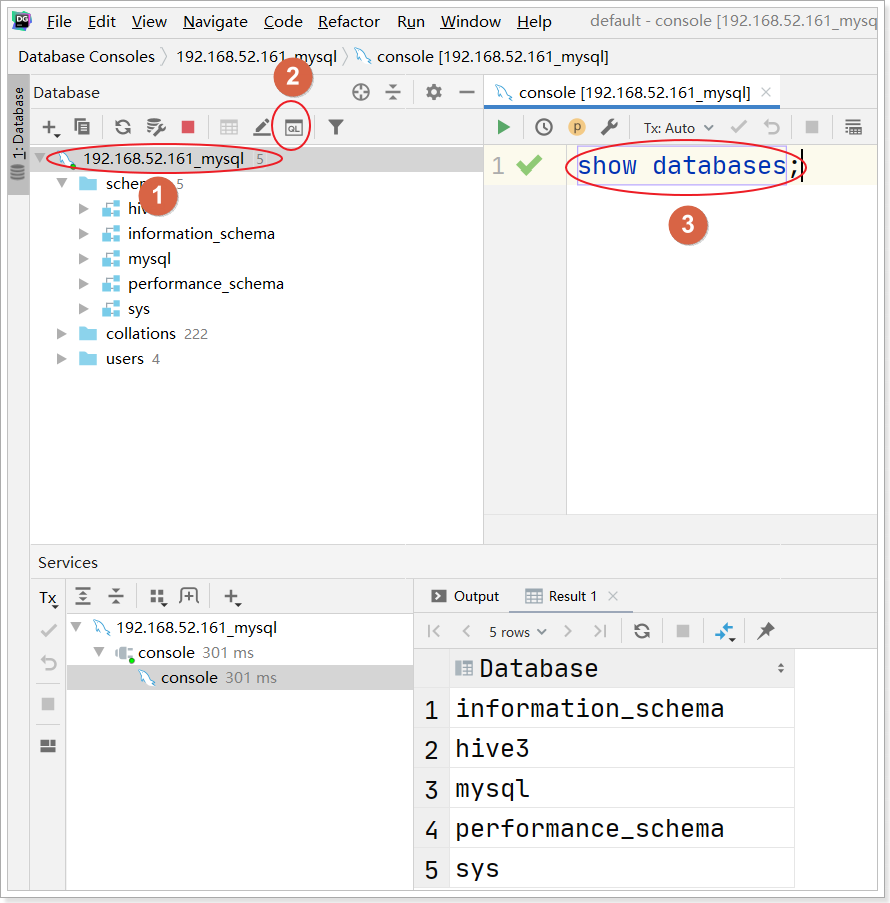 DG File Edit View Navigate Code Refactor Run Window Help default - console [192.168.52.161_mysq
Database Consoles 192.168.52.161_mysql console [192.168.52.161_mysql]
2
1: Database
Database
console [192.168.52.161_mysql]
QL
P Tx: Auto
192.168.52.161_mysql 5
1 show databases;
5
1
3
information_schema
mysql
performance_schema
sys
collations 222
users 4
Services
Tx
Output Result 1
192.168.52.161_mysql
5 rows
console 301 ms
console 301 ms
Database
1 information_schema
2 hive3
3 mysql
4 performance_schema
5 sys